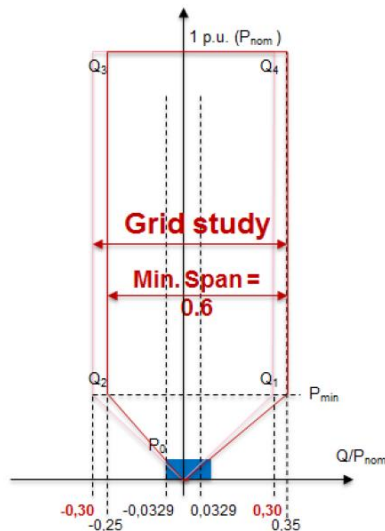 1 p.u. (Pnom)
Q3
Q4
Grid study
Min. Span =
0.6
Q2
Q1
Pmin
P0
Q/Pnom
-0,30
-0,0329
0,0329
0,30
-0.25
0.35